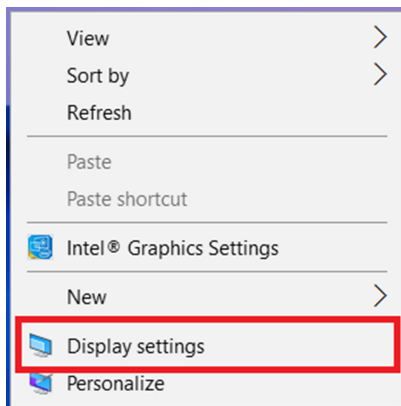 View
Sort by
Refresh
Paste
Paste shortcut
Intel® Graphics Settings
New
Display settings
Personalize